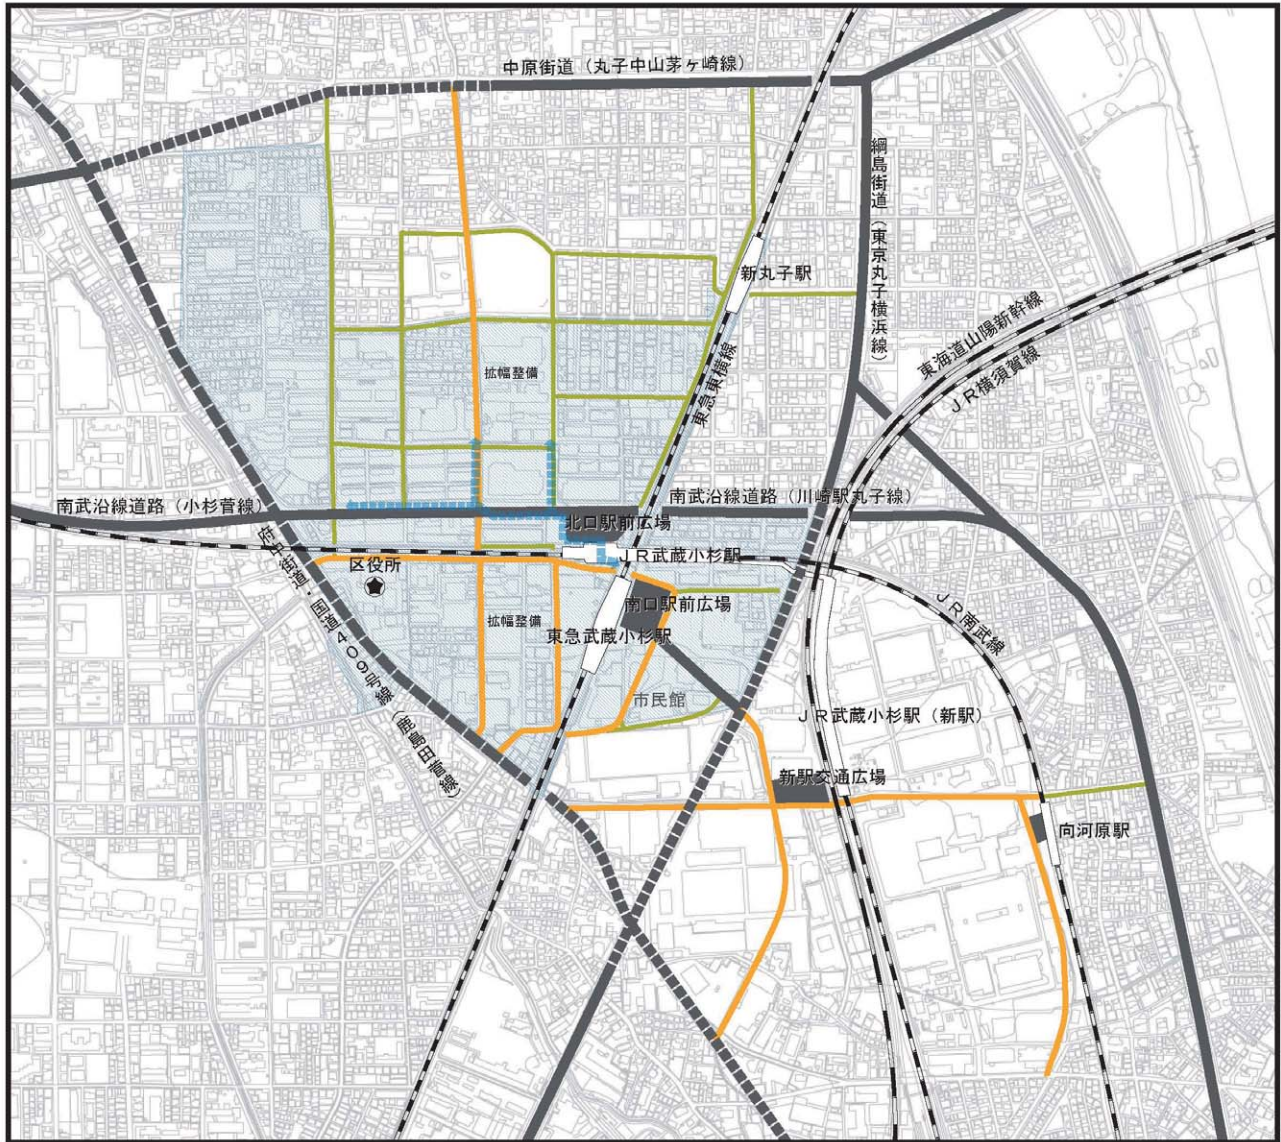 中原街道（丸子中山茅ヶ崎線）
綱島街道（東京丸子横浜線）
新丸子駅
東海道山陽新幹線
ＪＲ横須賀線
東急東横線
拡幅整備
南武沿線道路（小杉菅線）
南武沿線道路（川崎駅丸子線）
北口駅前広場
ＪＲ武蔵小杉駅
府中街道・国道４０９号線（鹿島田菅線）
区役所
南口駅前広場
ＪＲ南武線
拡幅整備
東急武蔵小杉駅
市民館
ＪＲ武蔵小杉駅（新駅）
新駅交通広場
向河原駅